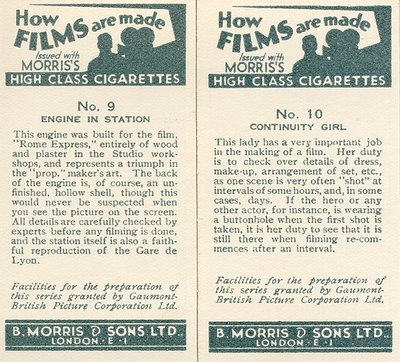 How
FILMS are made
Issued with
MORRIS'S
HIGH CLASS CIGARETTES
No. 9
ENGINE IN STATION
This engine was built for the film,
"Rome Express," entirely of wood
and plaster in the Studio work-
shops, and represents a triumph in
the "prop." maker's art. The back
of the engine is, of course, an un-
finished, hollow shell, though this
would never be suspected when
you see the picture on the screen.
All details are carefully checked by
experts before any filming is done,
and the station itself is also a faith-
ful reproduction of the Gare de
Lyon.
Facilities for the preparation of
this series granted by Gaumont-
British Picture Corporation Ltd.
B. MORRIS & SONS LTD.
LONDON · E · 1
How
FILMS are made
Issued with
MORRIS'S
HIGH CLASS CIGARETTES
No. 10
CONTINUITY GIRL
This lady has a very important job
in the making of a film. Her duty
is to check over details of dress,
make-up, arrangement of set, etc.,
as one scene is very often "shot" at
intervals of some hours, and, in some
cases, days. If the hero or any
other actor, for instance, is wearing
a buttonhole when the first shot is
taken, it is her duty to see that it is
still there when filming re-com-
mences after an interval.
Facilities for the preparation of
this series granted by Gaumont-
British Picture Corporation Ltd.
B. MORRIS & SONS LTD.
LONDON · E · 1